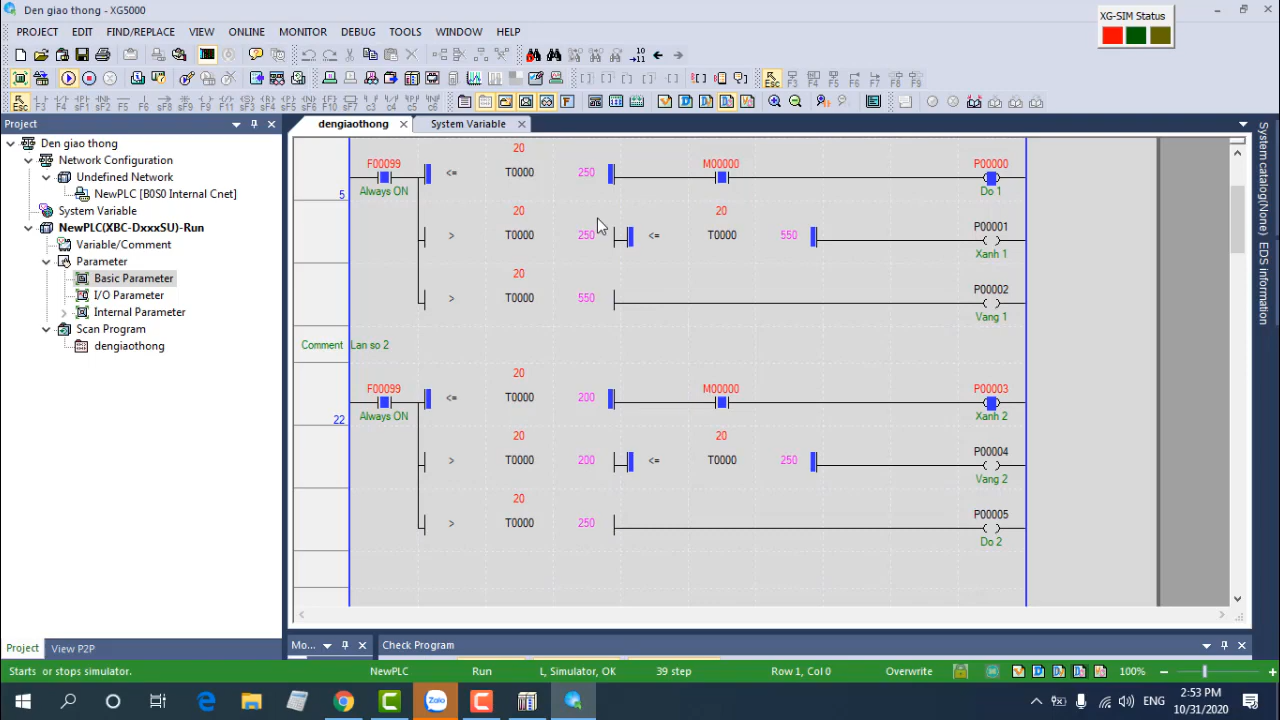 Den giao thong - XG5000
XG-SIM Status
PROJECT EDIT FIND/REPLACE VIEW ONLINE MONITOR DEBUG TOOLS WINDOW HELP
Project
dengiaothong
System Variable
Den giao thong
Network Configuration
Undefined Network
NewPLC [B0S0 Internal Cnet]
System Variable
NewPLC(XBC-DxxxSU)-Run
Variable/Comment
Parameter
Basic Parameter
I/O Parameter
Internal Parameter
Scan Program
dengiaothong
20
F00099 <= T0000 250 M00000 P00000
5 Always ON Do 1
20 20
> T0000 250 <= T0000 550 P00001
Xanh 1
20
> T0000 550 P00002
Vang 1
Comment Lan so 2
20
F00099 <= T0000 200 M00000 P00003
22 Always ON Xanh 2
20 20
> T0000 200 <= T0000 250 P00004
Vang 2
20
> T0000 250 P00005
Do 2
System catalog(None)
EDS information
Project View P2P
Mo...
Check Program
Starts or stops simulator.
NewPLC Run L, Simulator, OK 39 step Row 1, Col 0 Overwrite 100%
Zalo
ENG
2:53 PM
10/31/2020